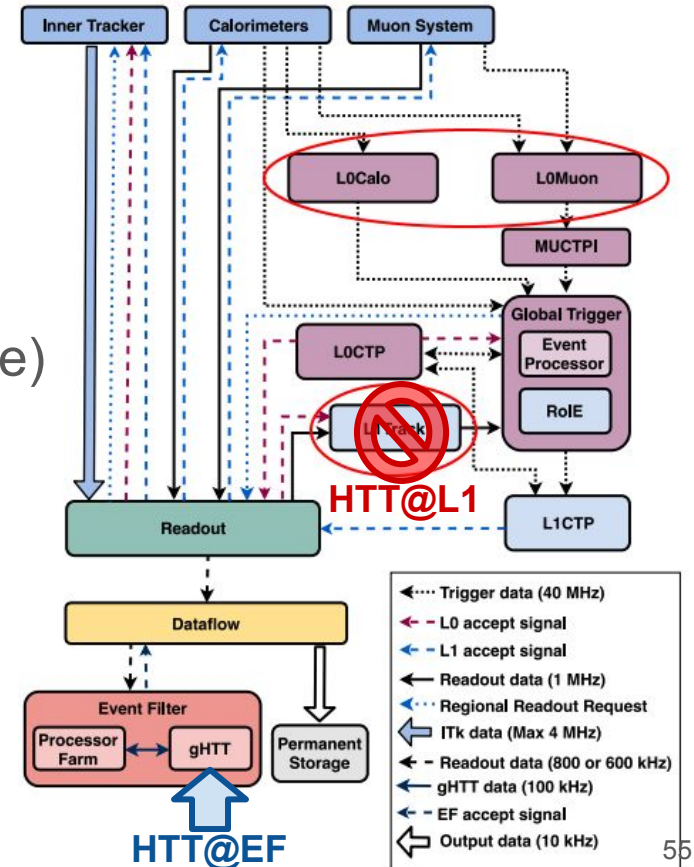 Inner Tracker
Calorimeters
Muon System
L0Calo
L0Muon
MUCTPI
Global Trigger
e)
L0CTP
Event
Processor
RoIE
HTT@L1
Readout
L1CTP
Dataflow
Event Filter
Processor
Farm
gHTT
Permanent
Storage
HTT@EF
Trigger data (40 MHz)
L0 accept signal
L1 accept signal
Readout data (1 MHz)
Regional Readout Request
ITk data (Max 4 MHz)
Readout data (800 or 600 kHz)
gHTT data (100 kHz)
EF accept signal
Output data (10 kHz)